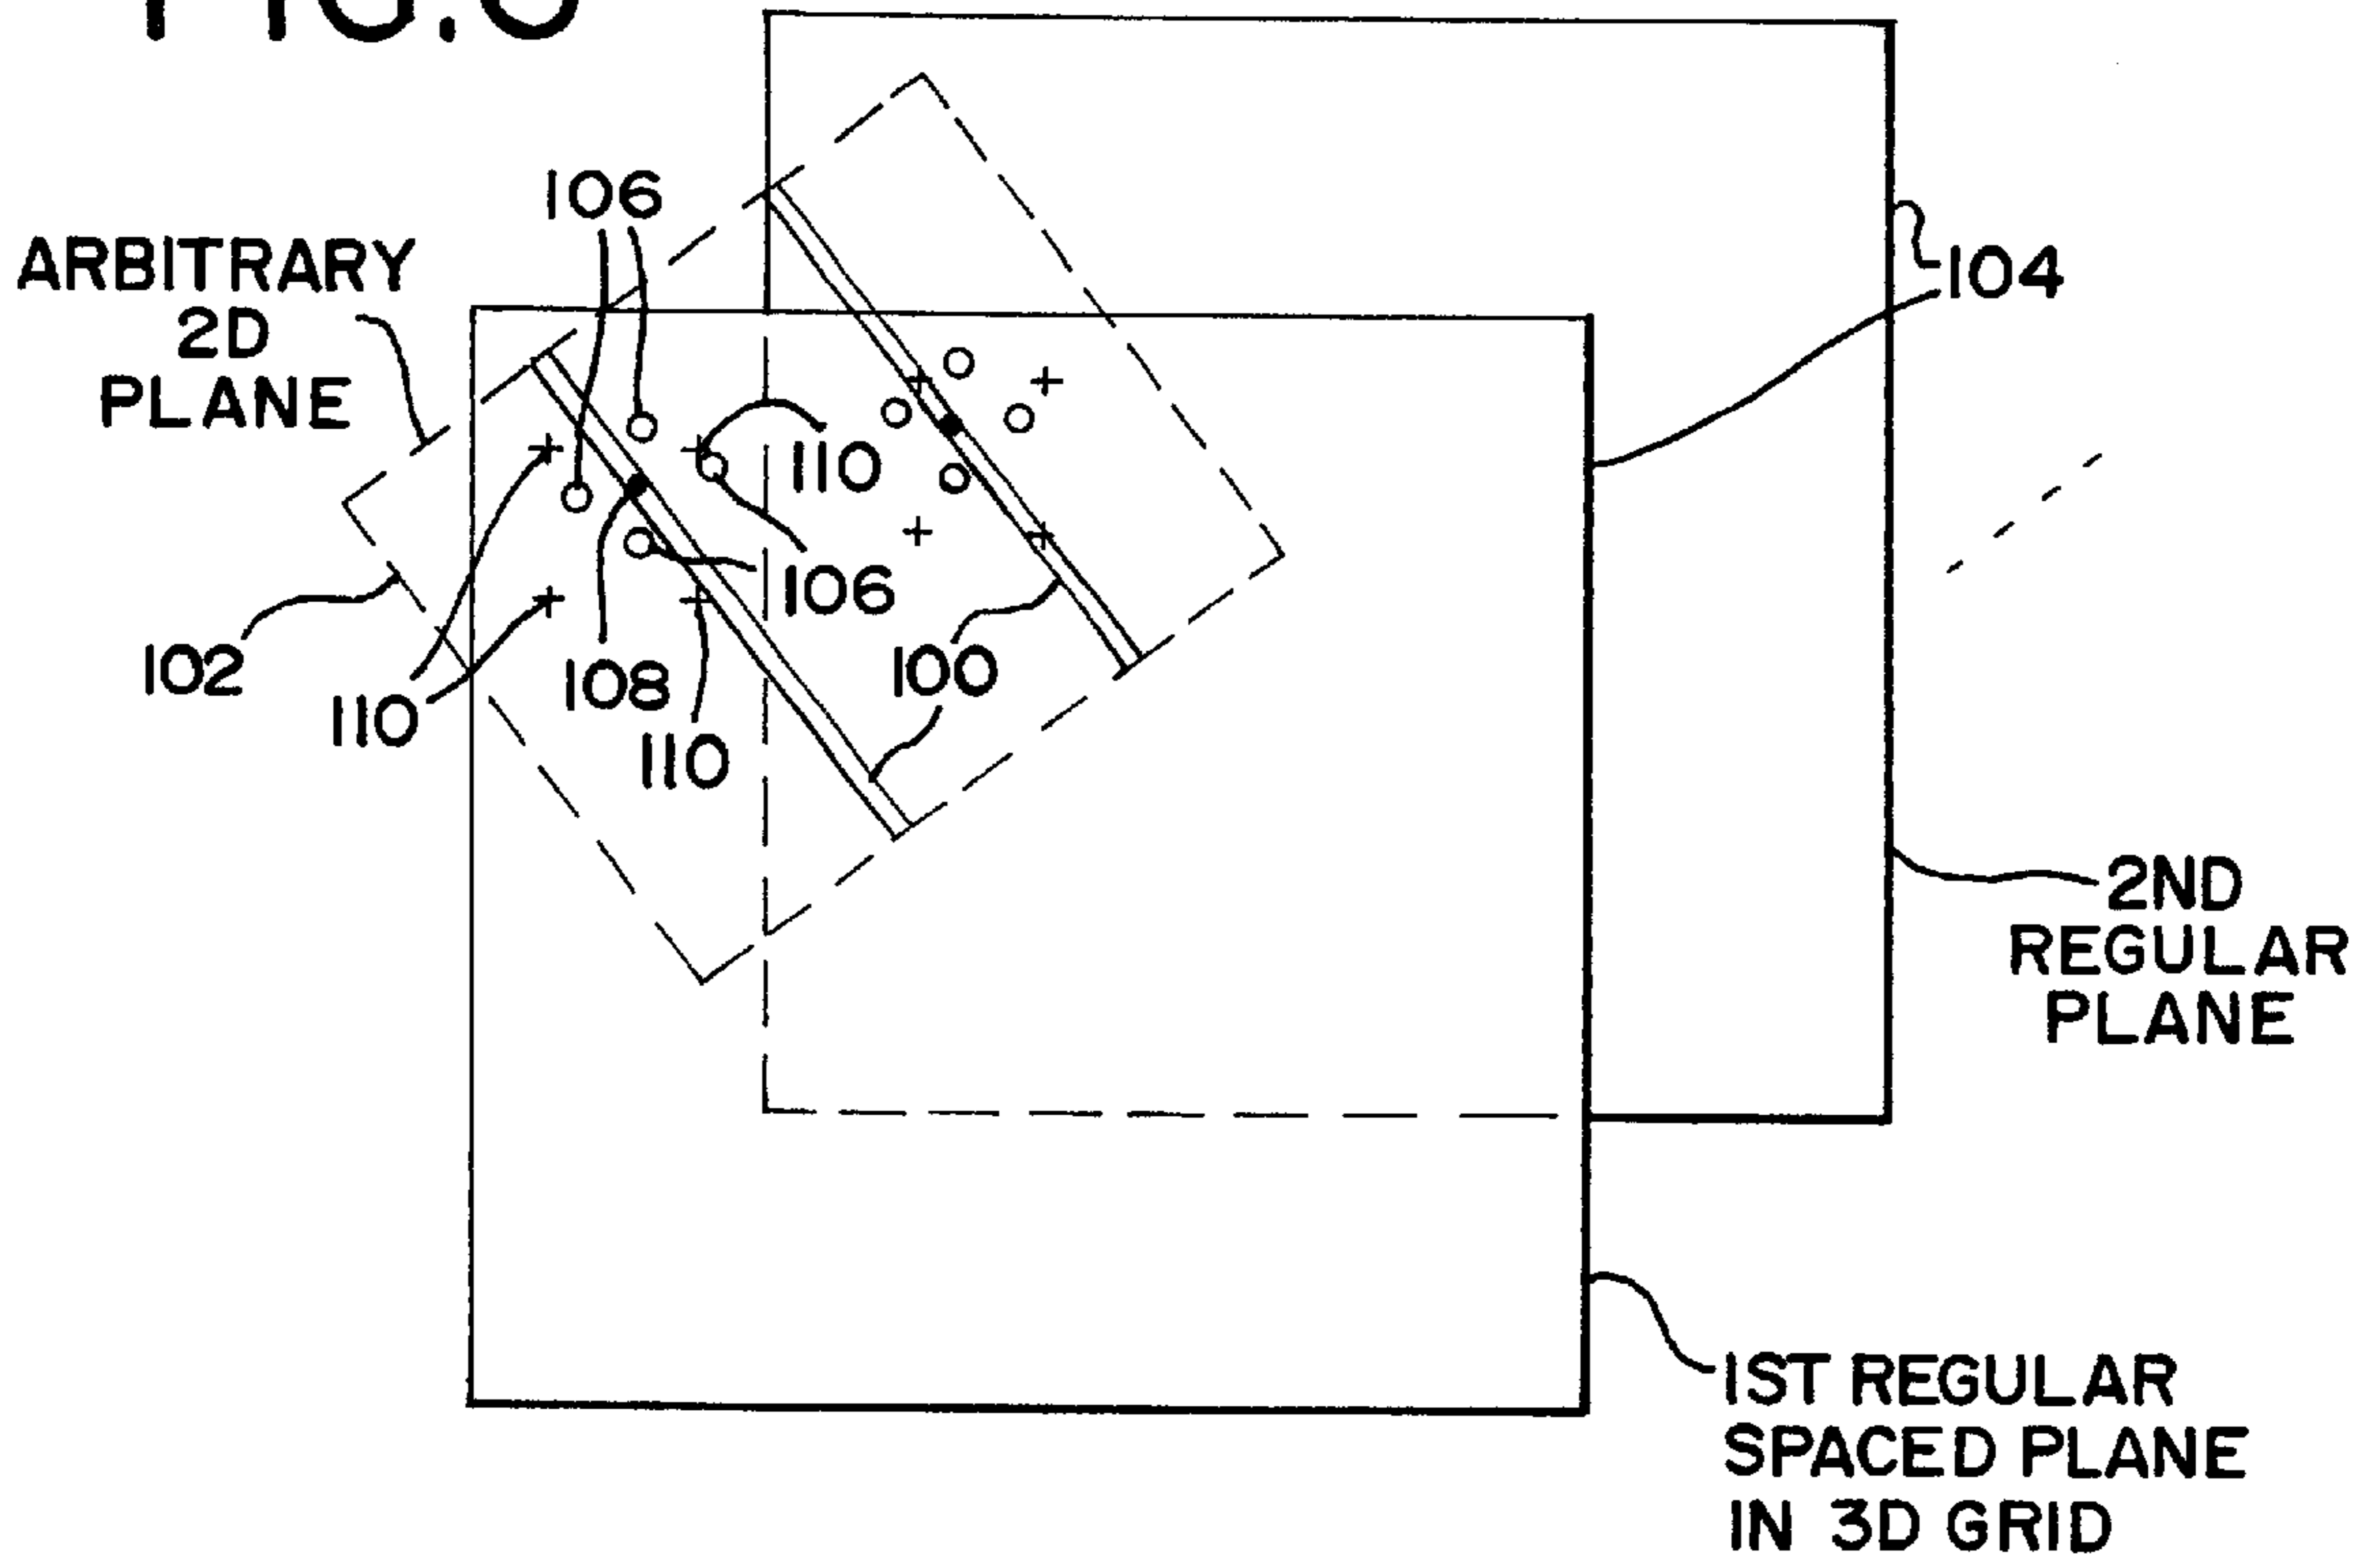 FIG.
106
ARBITRARY
2D
PLANE
104
110
106
102
108
100
110
110
2ND
REGULAR
PLANE
1ST REGULAR
SPACED PLANE
IN 3D GRID